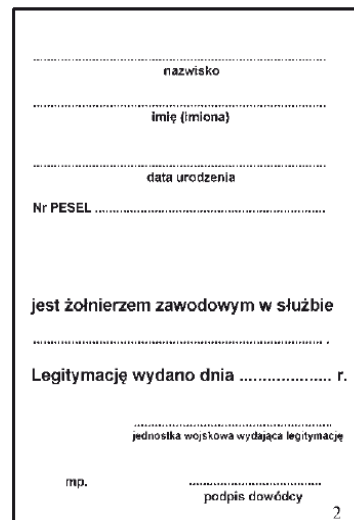 ................................................
nazwisko
................................................
imię (imiona)
................................................
data urodzenia
Nr PESEL ................................................
jest żołnierzem zawodowym w służbie
................................................ .
Legitymację wydano dnia .................... r.
................................................
jednostka wojskowa wydająca legitymację
................................
mp.
podpis dowódcy
2